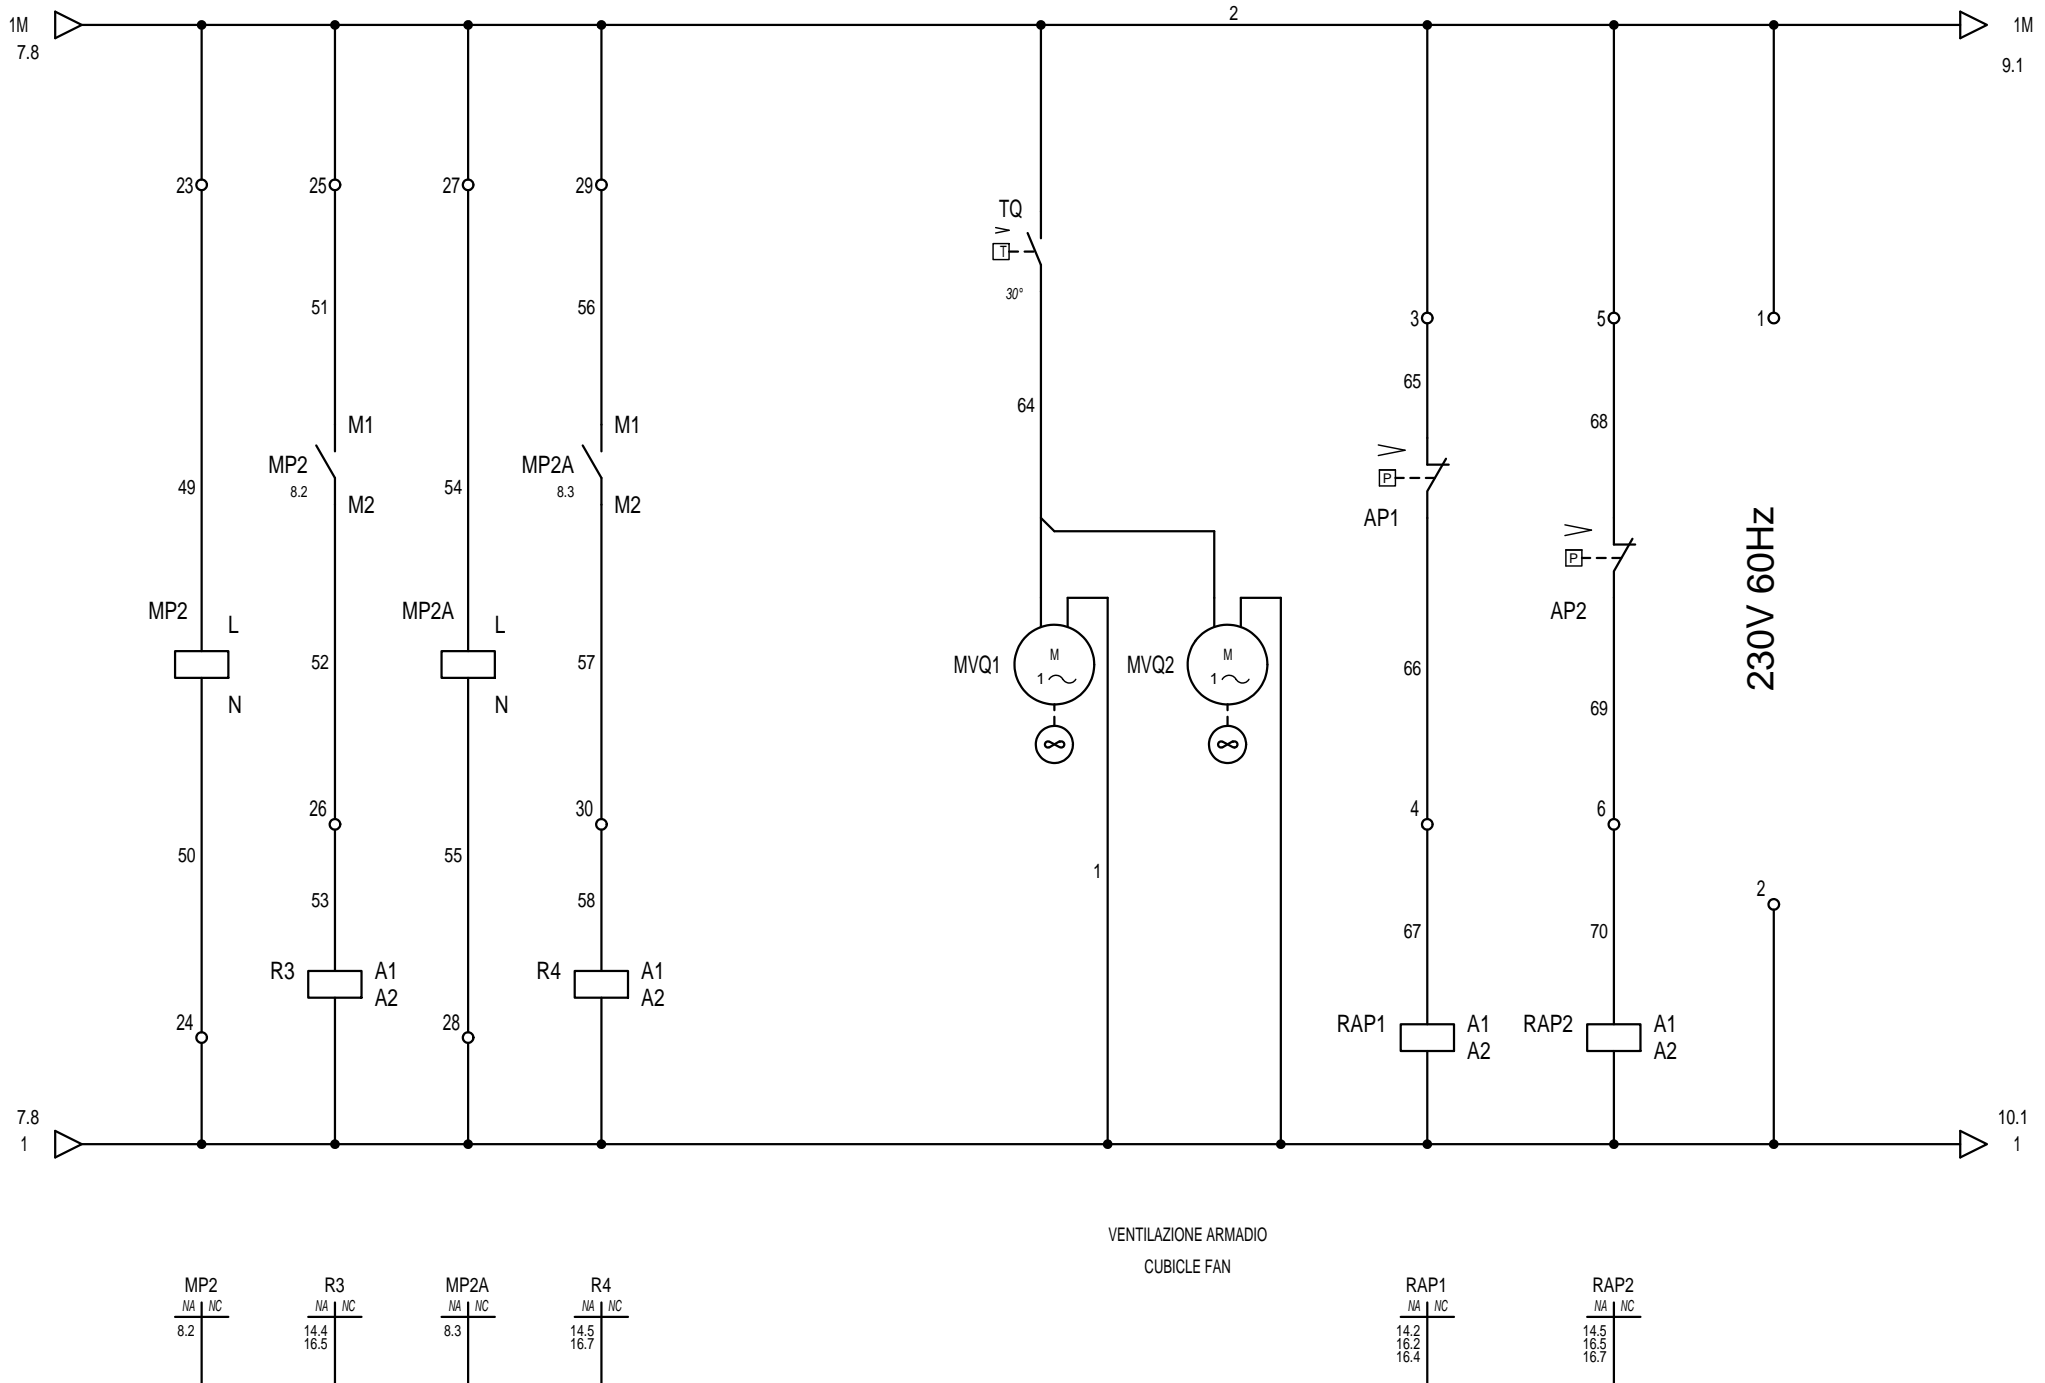 2
1M
1M
7.8
9.1
23
25
27
29
TQ
>
T
30°
51
56
3
5
1
65
64
68
M1
M1
MP2
8.2
MP2A
8.3
49
54
M2
M2
>
P
AP1
>
P
AP2
230V 60Hz
MP2
L
MP2A
L
52
57
MVQ1
M
1
MVQ2
M
1
66
N
N
69
26
30
4
6
50
55
1
2
53
58
67
70
R3
A1
A2
R4
A1
A2
24
28
RAP1
A1
A2
RAP2
A1
A2
7.8
1
10.1
1
VENTILAZIONE ARMADIO
CUBICLE FAN
MP2
NA NC
8.2
R3
NA NC
14.4
16.5
MP2A
NA NC
8.3
R4
NA NC
14.5
16.7
RAP1
NA NC
14.2
16.2
16.4
RAP2
NA NC
14.5
16.5
16.7